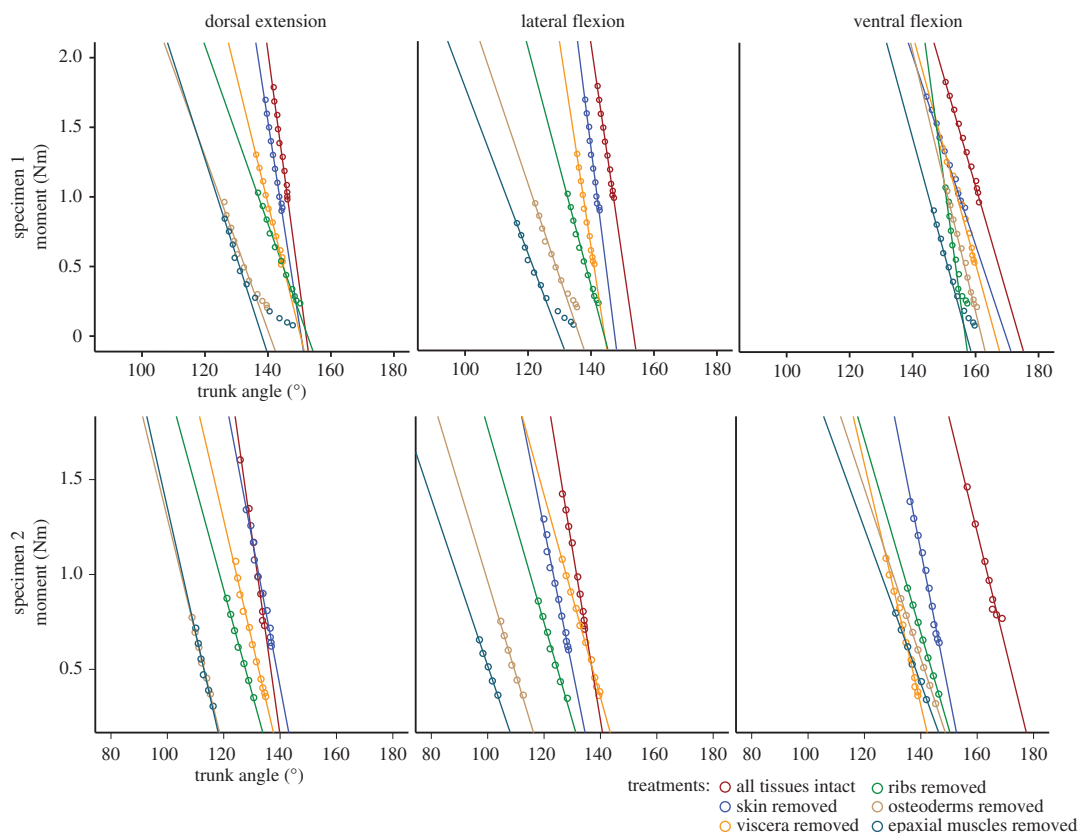 dorsal extension lateral flexion ventral flexion
specimen 1
moment (Nm)
2.0
1.5
1.0
0.5
0
100 120 140 160 180 100 120 140 160 180 100 120 140 160 180
trunk angle (°)
specimen 2
moment (Nm)
1.5
1.0
0.5
80 100 120 140 160 180 80 100 120 140 160 180 80 100 120 140 160 180
trunk angle (°)
treatments: all tissues intact ribs removed
skin removed osteoderms removed
viscera removed epaxial muscles removed